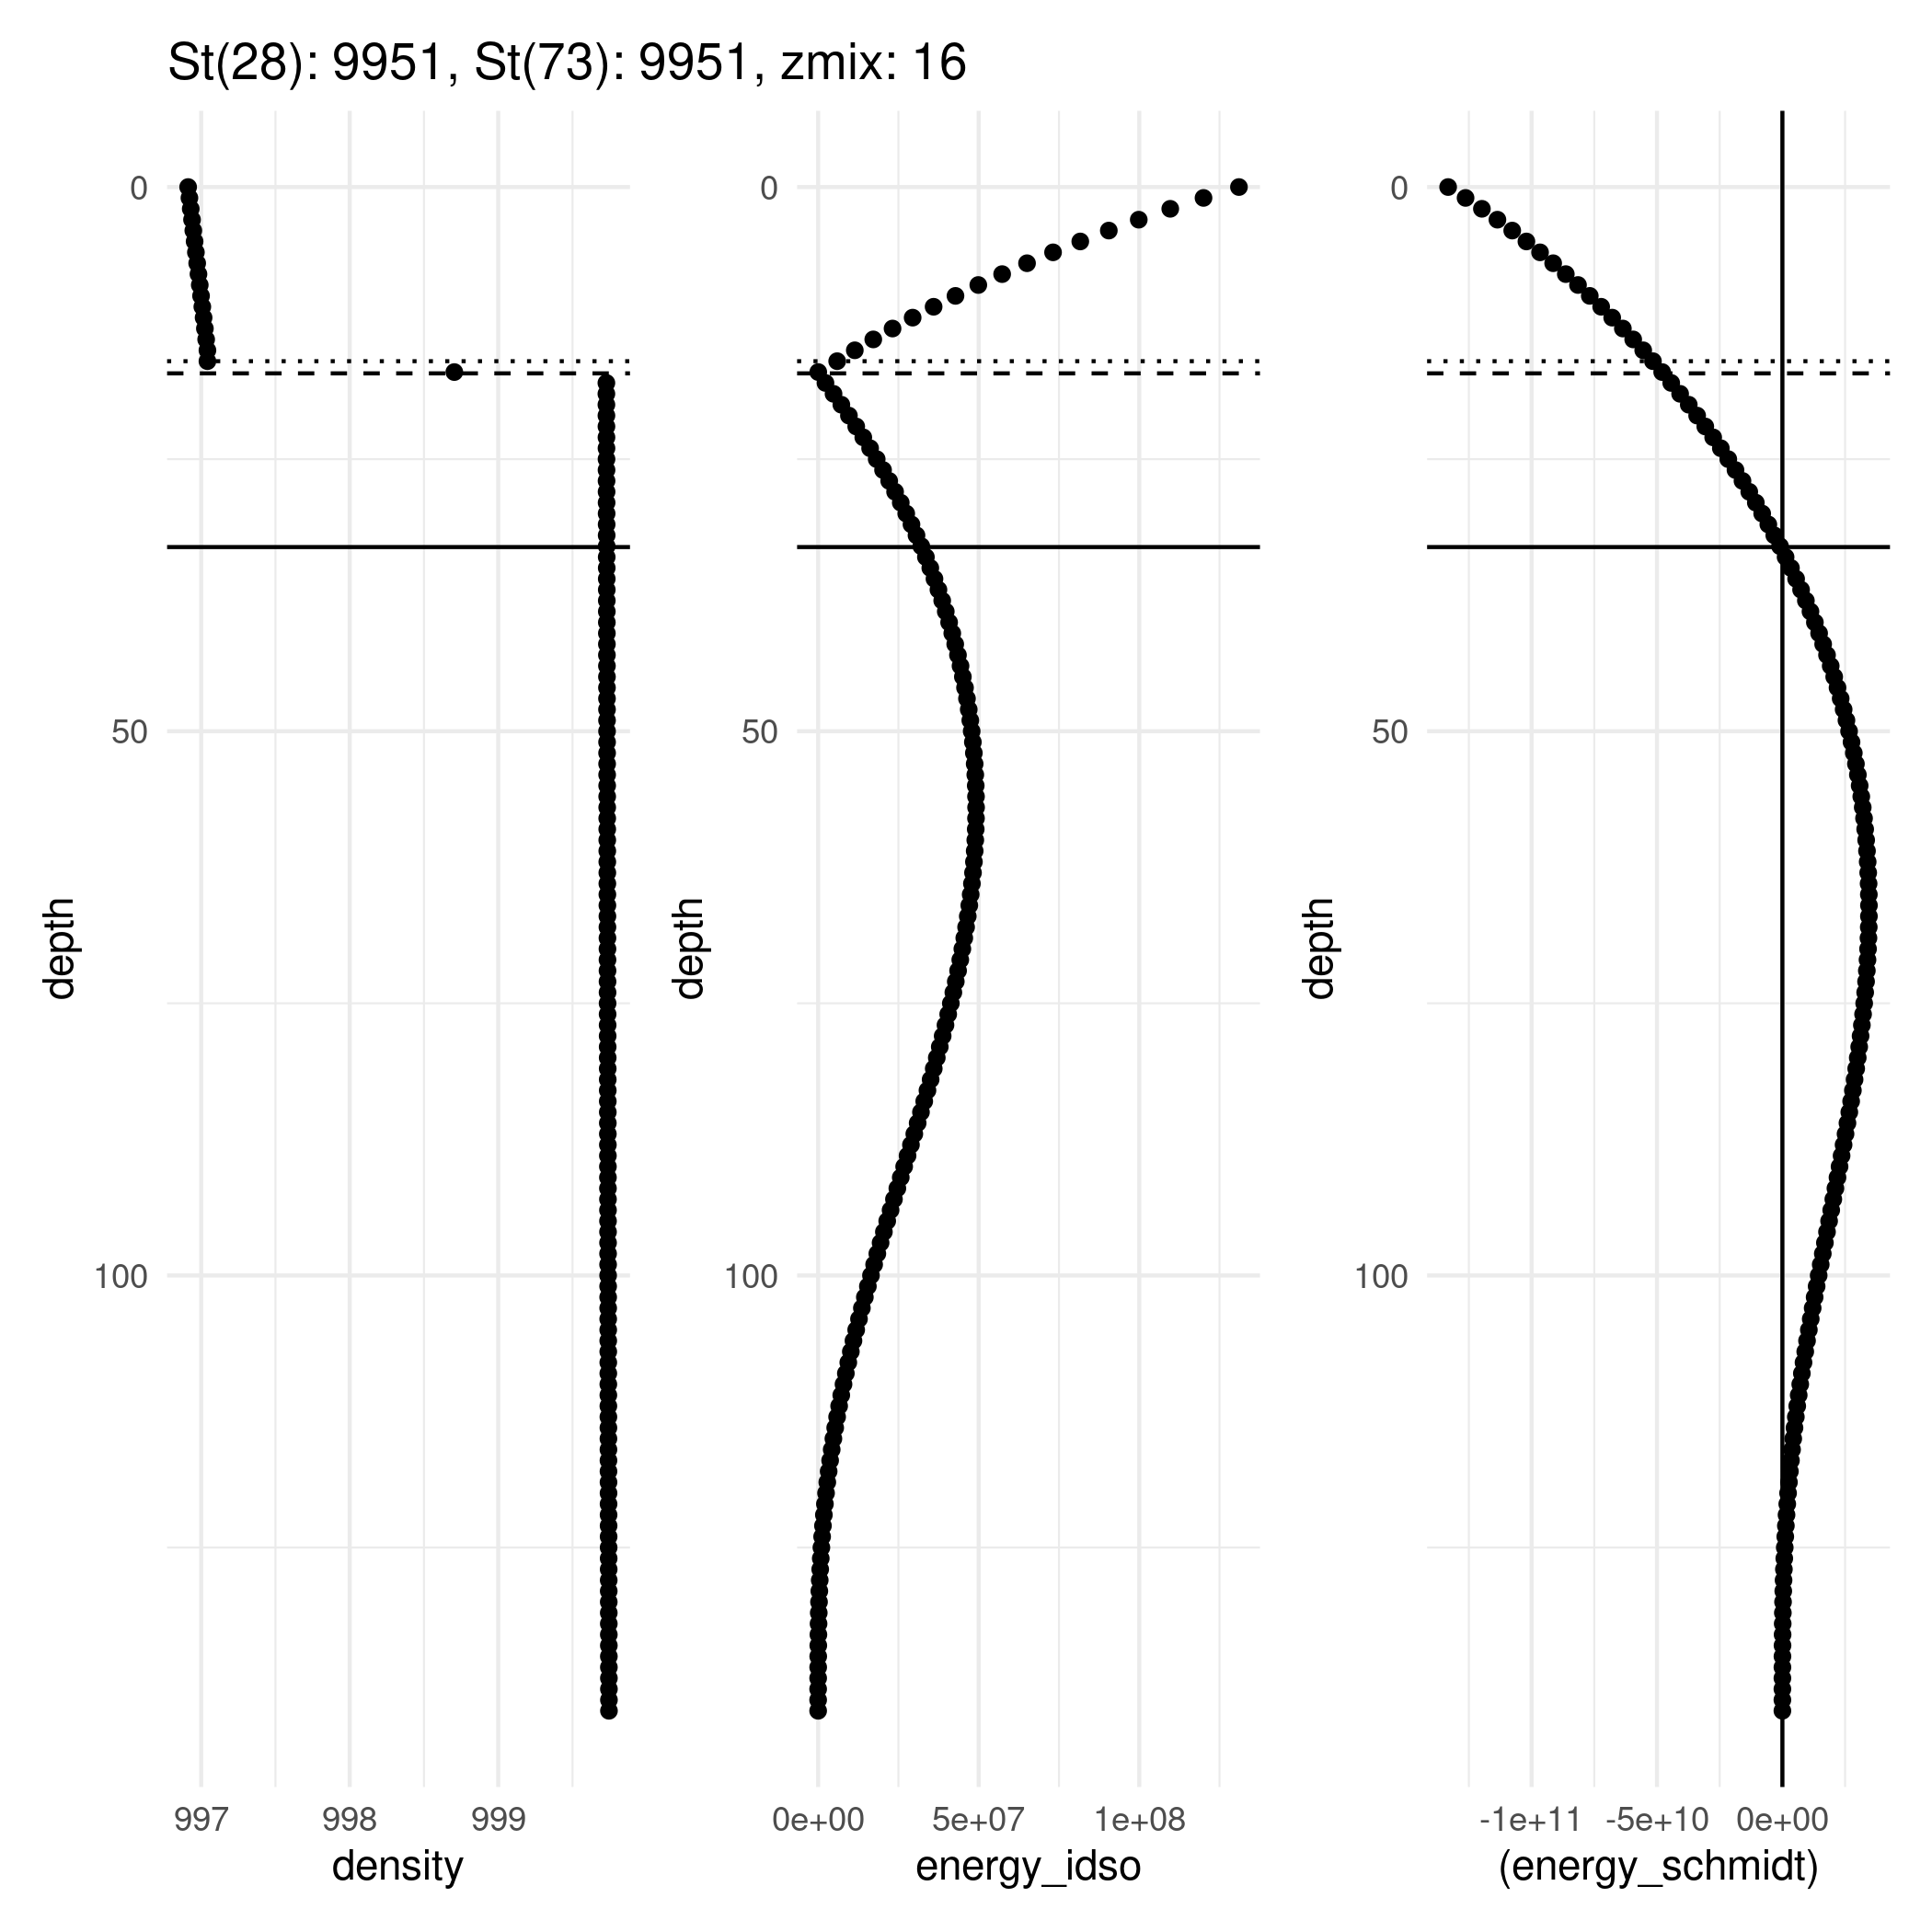 St(28): 9951, St(73): 9951, zmix: 16
0
50
100
depth
997
998
999
density
0
50
100
depth
0e+00
5e+07
1e+08
energy_idso
0
50
100
depth
-1e+11
-5e+10
0e+00
(energy_schmidt)